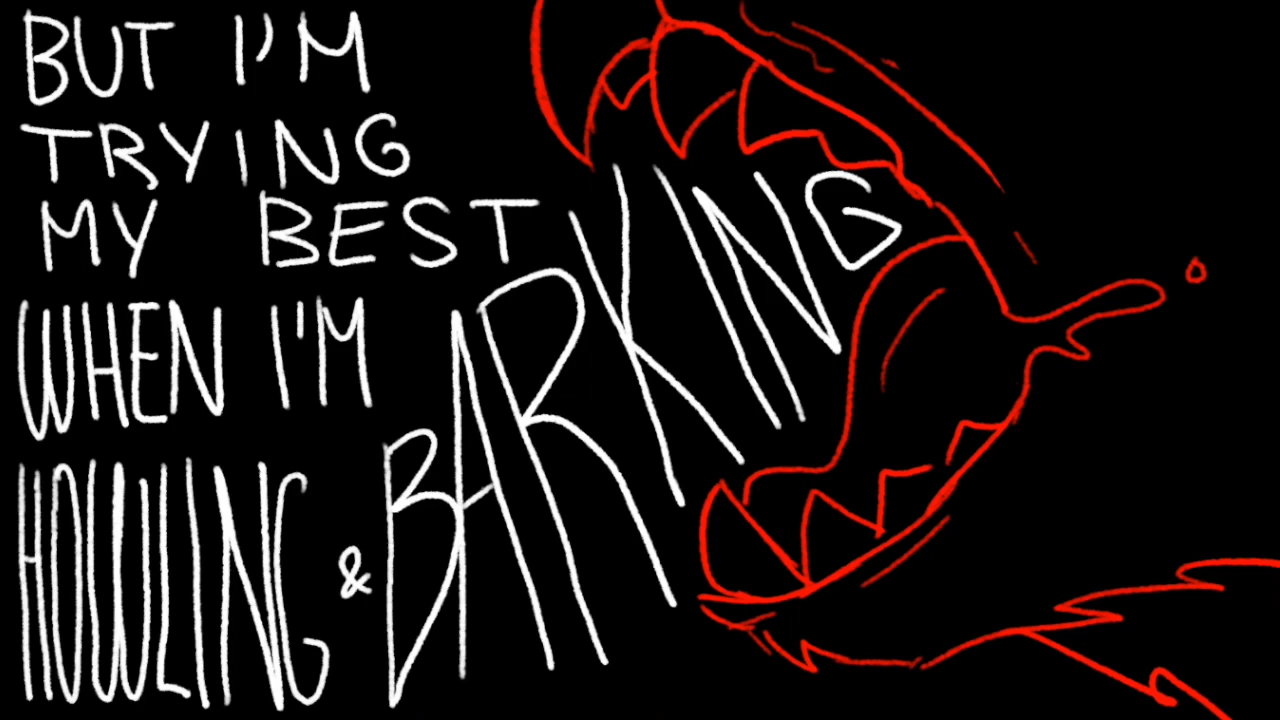 BUT I'M
TRYING
MY BEST
WHEN I'M
HOWLING & BARKING